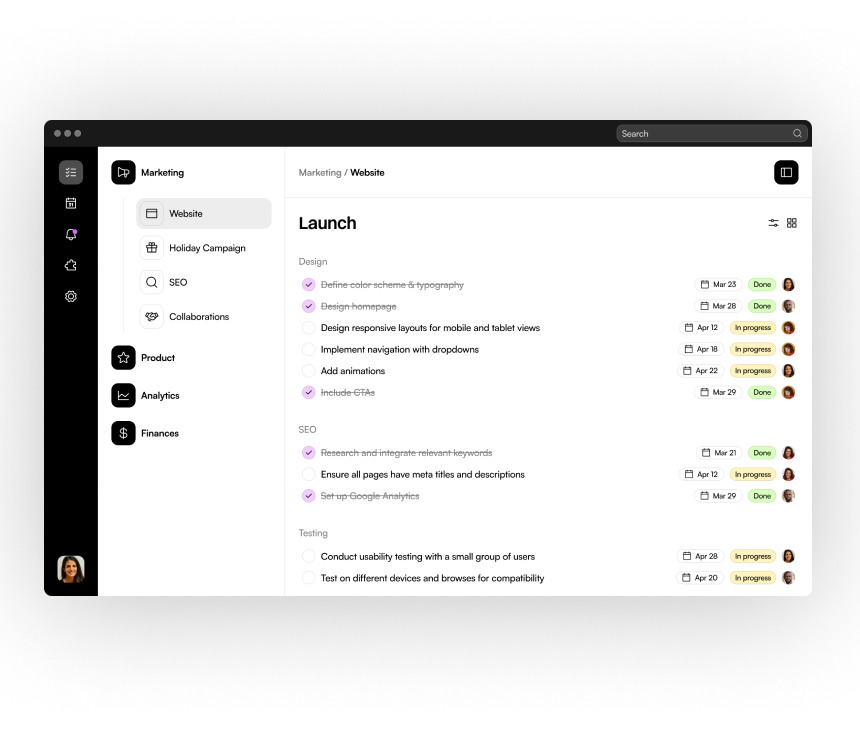 Search
Marketing
Website
Holiday Campaign
SEO
Collaborations
Product
Analytics
Finances
Marketing / Website
Launch
Design
Define color scheme & typography Mar 23 Done
Design homepage Mar 28 Done
Design responsive layouts for mobile and tablet views Apr 12 In progress
Implement navigation with dropdowns Apr 18 In progress
Add animations Apr 22 In progress
Include CTAs Mar 29 Done
SEO
Research and integrate relevant keywords Mar 21 Done
Ensure all pages have meta titles and descriptions Apr 12 In progress
Set up Google Analytics Mar 29 Done
Testing
Conduct usability testing with a small group of users Apr 28 In progress
Test on different devices and browses for compatibility Apr 20 In progress